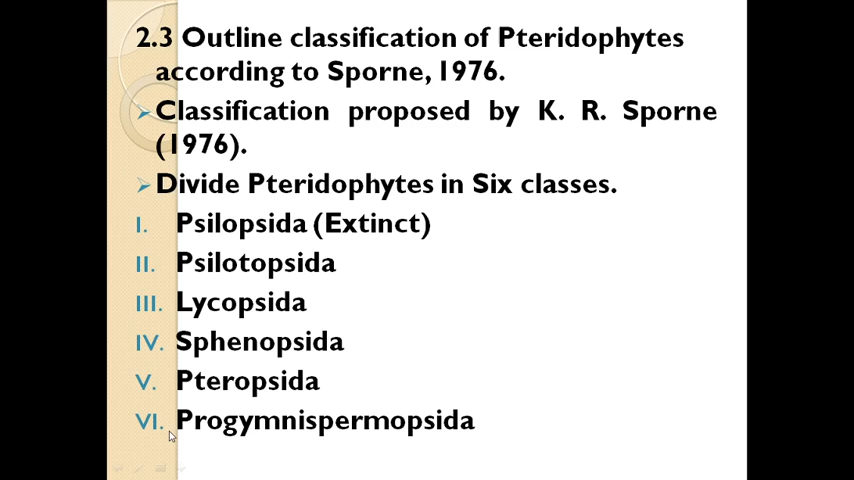 2.3 Outline classification of Pteridophytes
according to Sporne, 1976.
Classification proposed by K. R. Sporne
(1976).
Divide Pteridophytes in Six classes.
I. Psilopsida (Extinct)
II. Psilotopsida
III. Lycopsida
IV. Sphenopsida
V. Pteropsida
VI. Progymnispermopsida